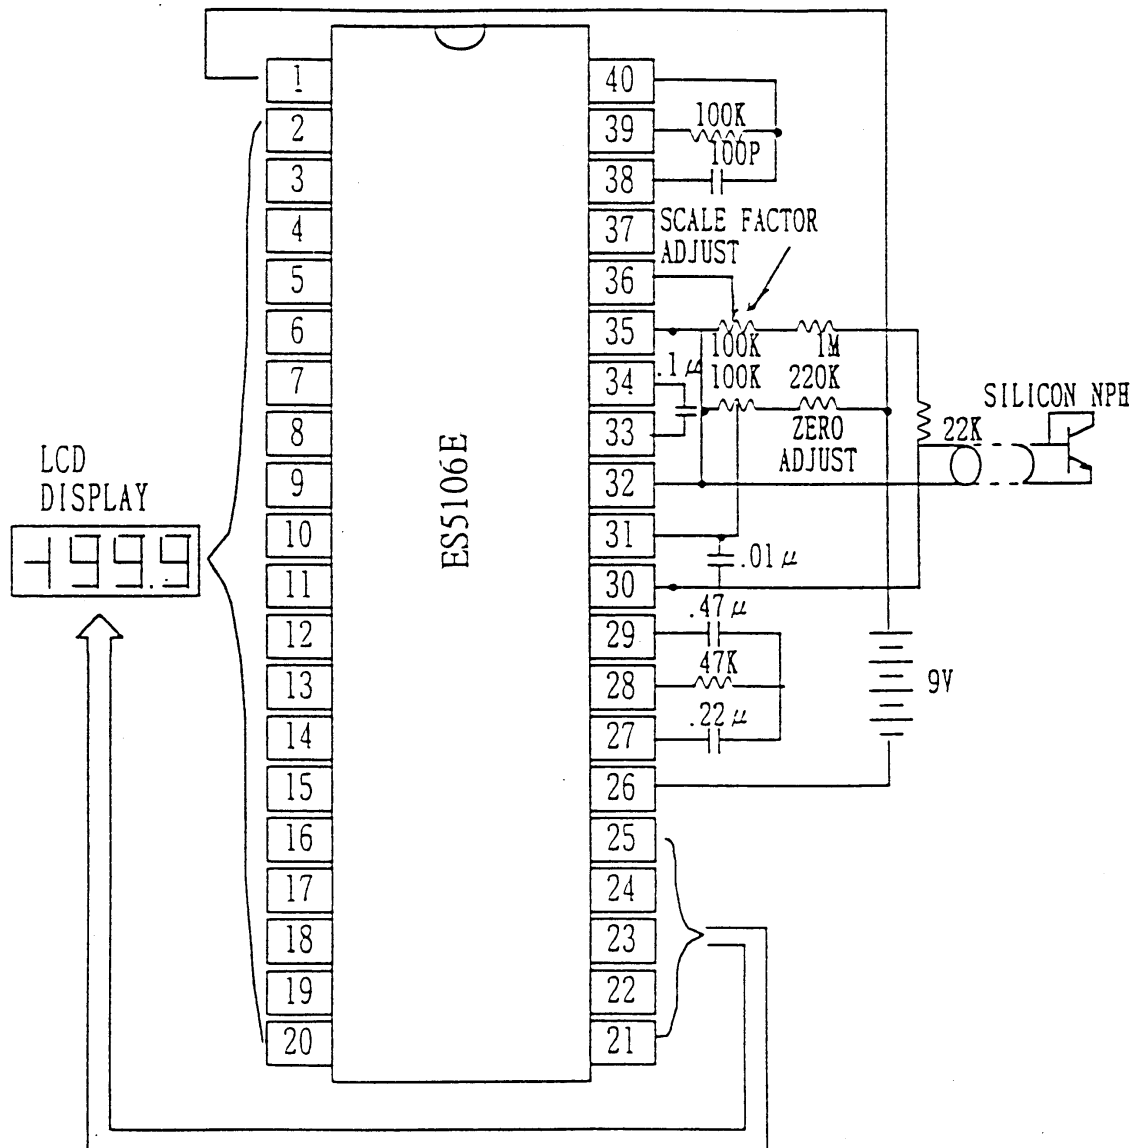 1
2
3
4
5
6
7
8
9
10
11
12
13
14
15
16
17
18
19
20
ES5106E
40
39
38
37
36
35
34
33
32
31
30
29
28
27
26
25
24
23
22
21
100K
100P
SCALE FACTOR
ADJUST
100K
1M
.1μ
100K
220K
ZERO
ADJUST
22K
SILICON NPH
.01μ
.47μ
47K
.22μ
9V
LCD
DISPLAY
-199.9